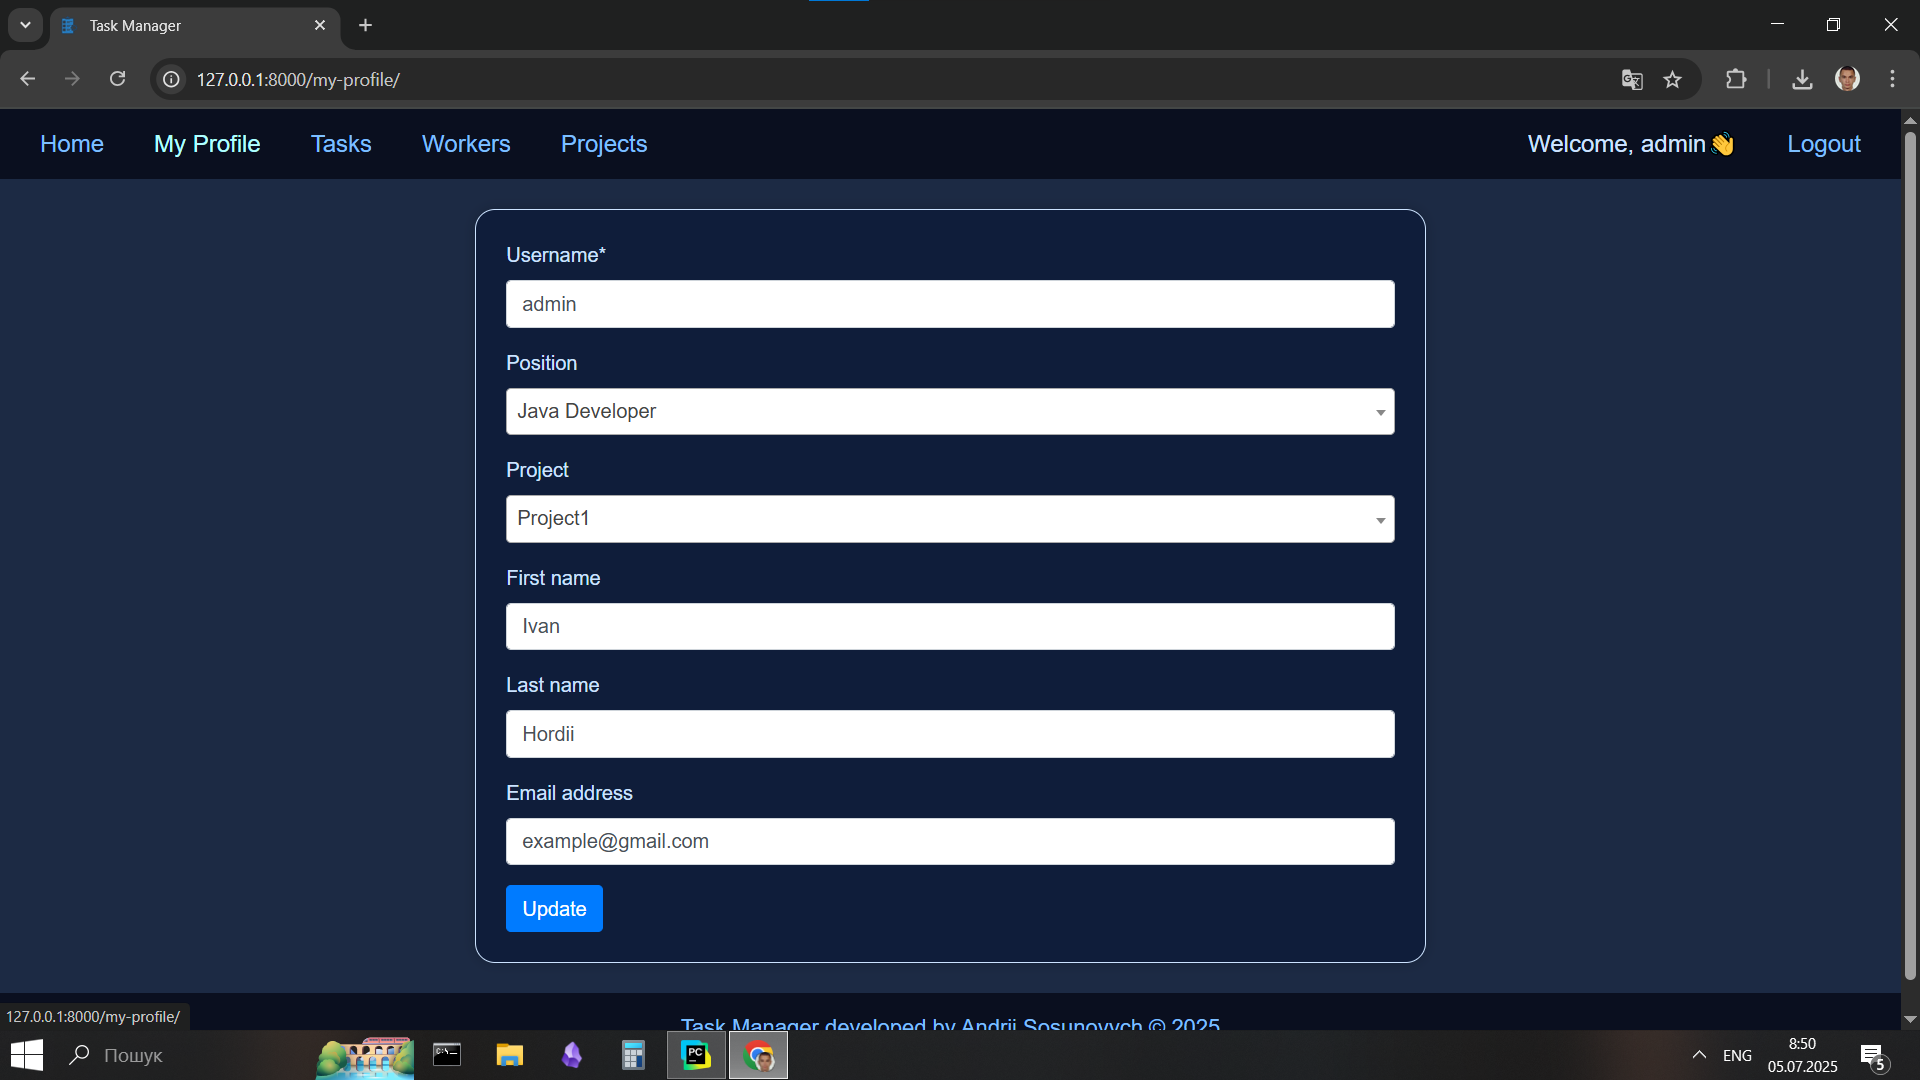 Task Manager
127.0.0.1:8000/my-profile/
Home My Profile Tasks Workers Projects Welcome, admin👋 Logout
Username*
admin
Position
Java Developer
Project
Project1
First name
Ivan
Last name
Hordii
Email address
example@gmail.com
Update
Task Manager developed by Andrii Sosunovych © 2025
127.0.0.1:8000/my-profile/
Пошук
PC
ENG
8:50
05.07.2025
5